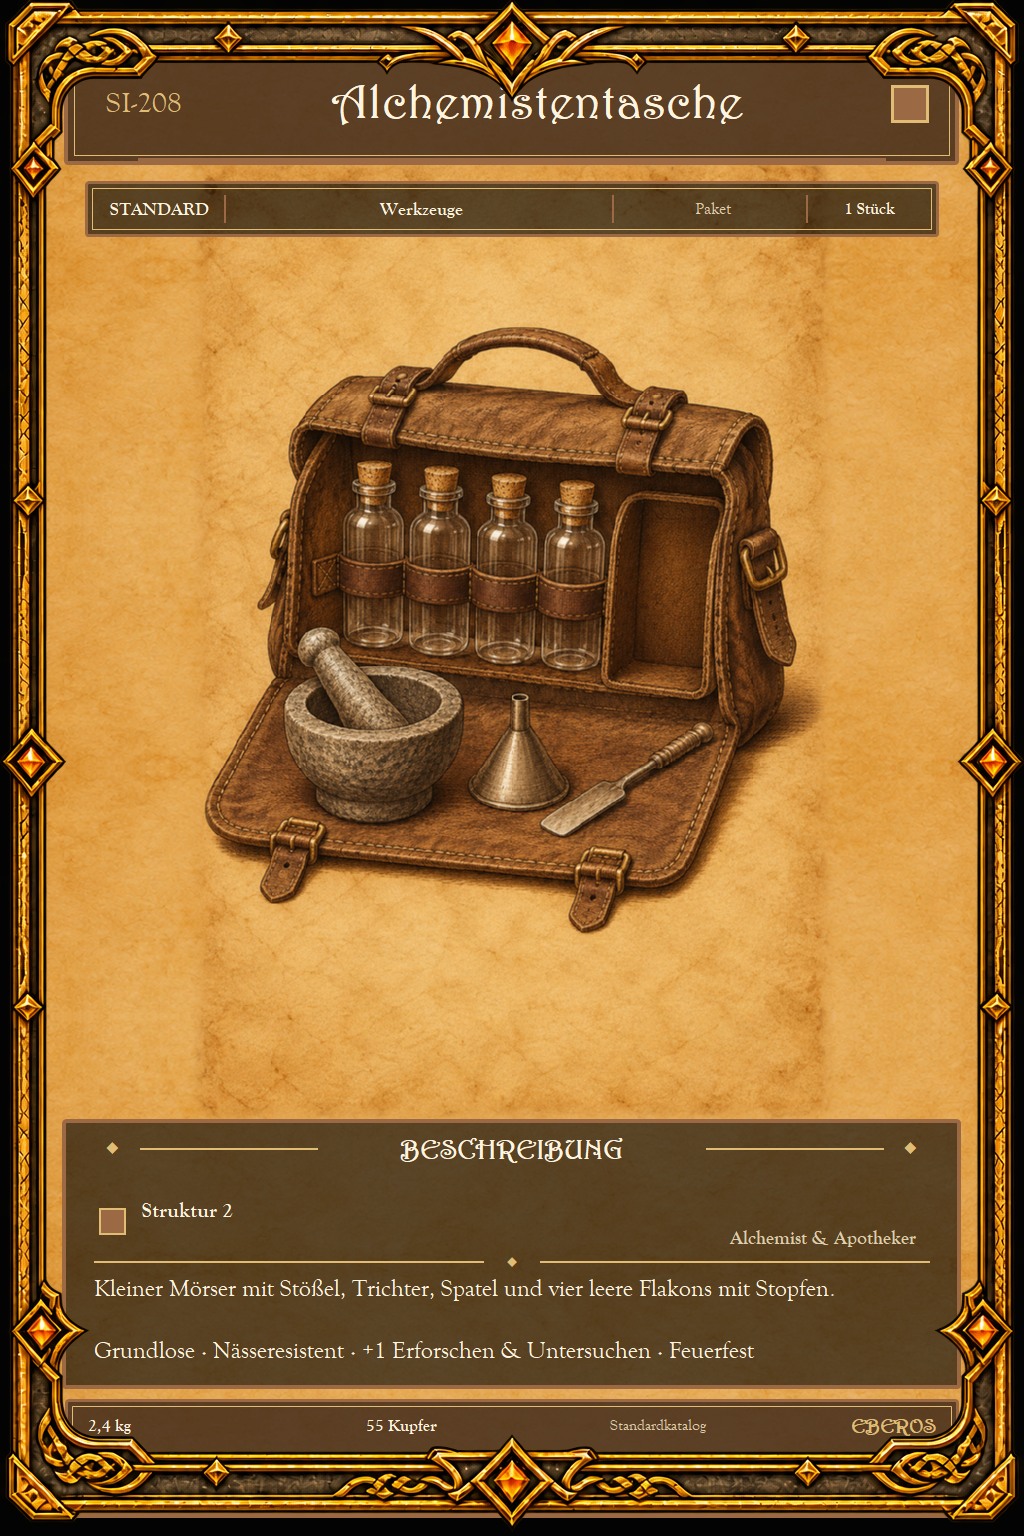 SI-208
Alchemistentasche
STANDARD
Werkzeuge
Paket
1 Stück
BESCHREIBUNG
Struktur 2
Alchemist & Apotheker
Kleiner Mörser mit Stößel, Trichter, Spatel und vier leere Flakons mit Stopfen.
Grundlose · Nässeresistent · +1 Erforschen & Untersuchen · Feuerfest
2,4 kg
55 Kupfer
Standardkatalog
EBEROS